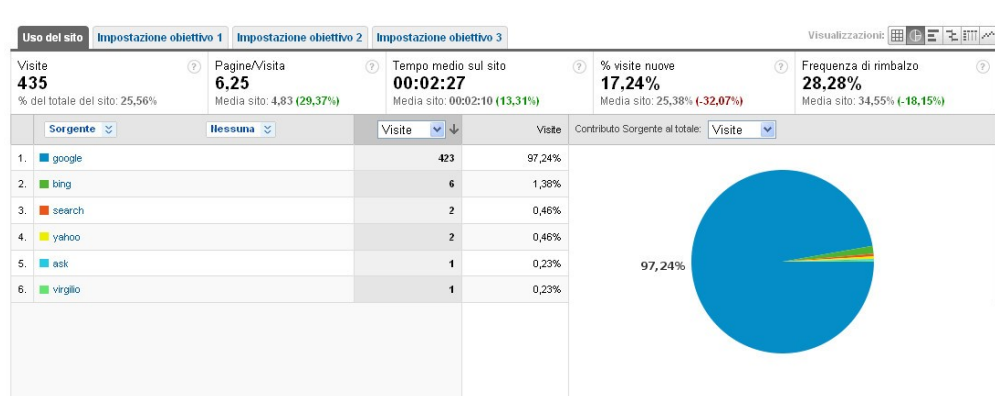 Uso del sito Impostazione obiettivo 1 Impostazione obiettivo 2 Impostazione obiettivo 3 Visualizzazioni:
Visite ? Pagine/Visita ? Tempo medio sul sito ? % visite nuove ? Frequenza di rimbalzo ?
435 6,25 00:02:27 17,24% 28,28%
% del totale del sito: 25,56% Media sito: 4,83 (29,37%) Media sito: 00:02:10 (13,31%) Media sito: 25,38% (-32,07%) Media sito: 34,55% (-18,15%)
Sorgente Nessuna Visite Visite Contributo Sorgente al totale: Visite
1. google 423 97,24%
2. bing 6 1,38%
3. search 2 0,46%
4. yahoo 2 0,46%
5. ask 1 0,23%
6. virgilio 1 0,23%
97,24%